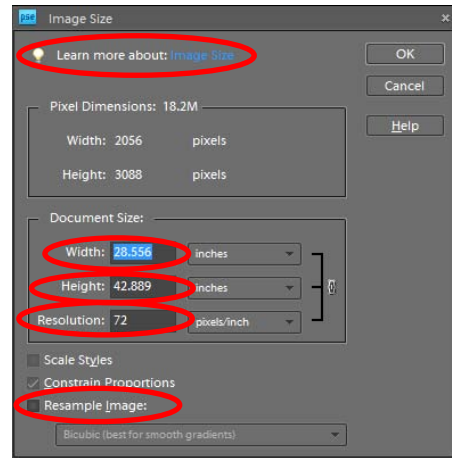 pse Image Size x
Learn more about: Image Size
OK
Cancel
Help
Pixel Dimensions: 18.2M
Width: 2056 pixels
Height: 3088 pixels
Document Size:
Width: 28.556 inches
Height: 42.889 inches
Resolution: 72 pixels/inch
Scale Styles
Constrain Proportions
Resample Image:
Bicubic (best for smooth gradients)